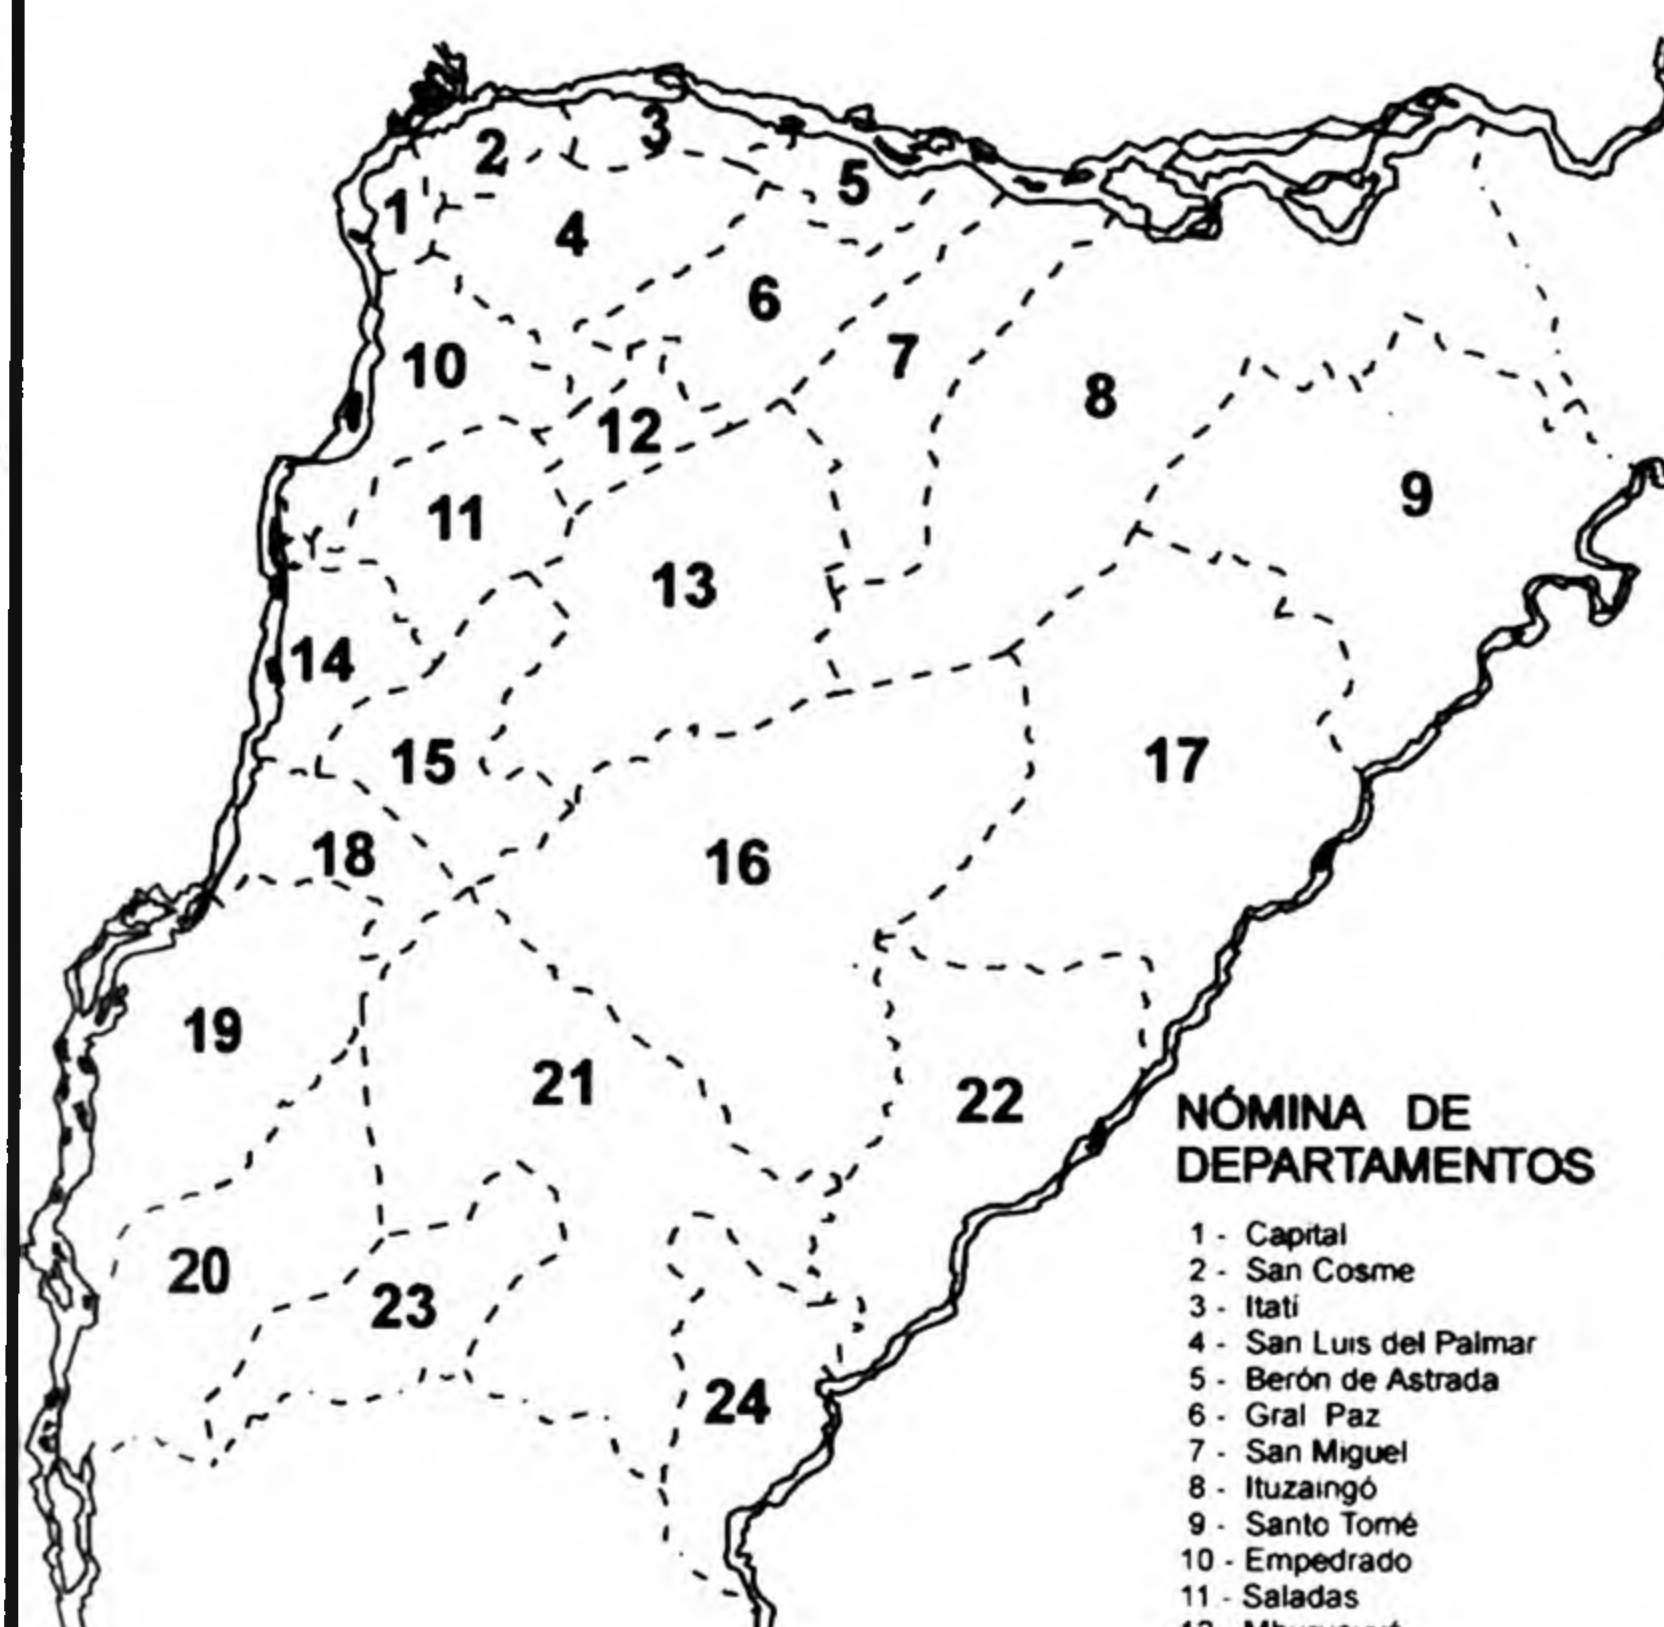 2
3
5
1
4
6
7
10
8
12
9
11
13
14
15
17
18
16
19
21
22
20
23
24
NÓMINA DE
DEPARTAMENTOS
1 - Capital
2 - San Cosme
3 - Itatí
4 - San Luis del Palmar
5 - Berón de Astrada
6 - Gral Paz
7 - San Miguel
8 - Ituzaingó
9 - Santo Tomé
10 - Empedrado
11 - Saladas